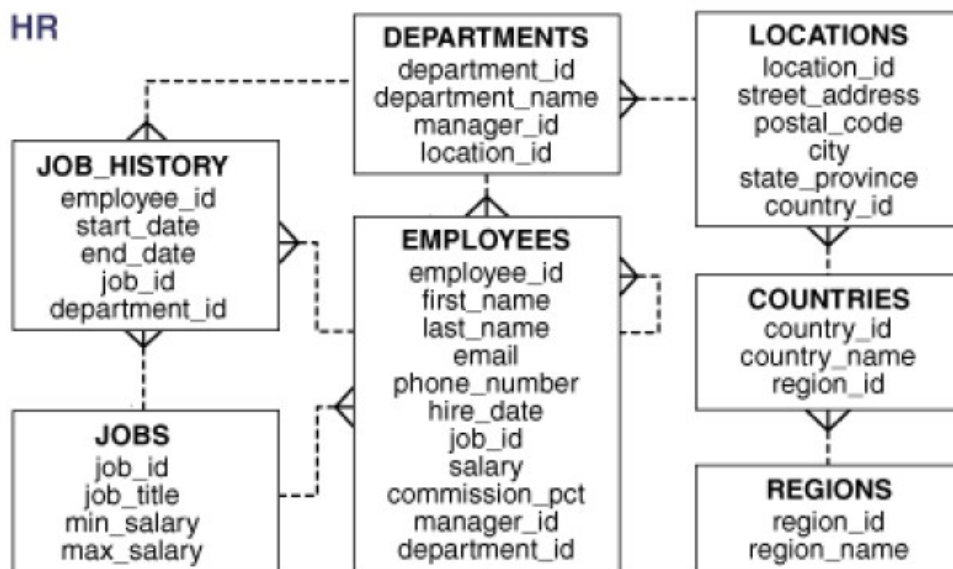 HR
DEPARTMENTS
department_id
department_name
manager_id
location_id
LOCATIONS
location_id
street_address
postal_code
city
state_province
country_id
JOB_HISTORY
employee_id
start_date
end_date
job_id
department_id
EMPLOYEES
employee_id
first_name
last_name
email
phone_number
hire_date
job_id
salary
commission_pct
manager_id
department_id
COUNTRIES
country_id
country_name
region_id
JOBS
job_id
job_title
min_salary
max_salary
REGIONS
region_id
region_name